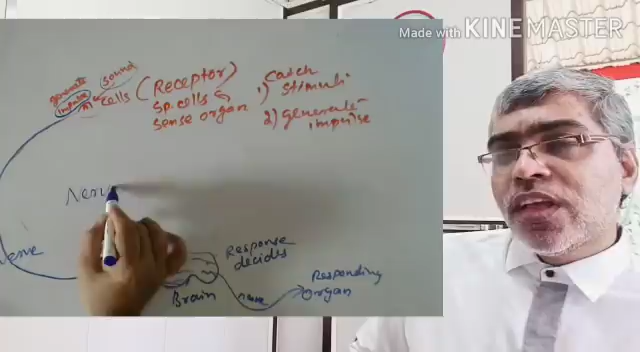 Made with KINEMASTER
generate sound
impulse
cells (Receptor) 1) catch
sp. cells stimuli
sense organ 2) generate
impulse
Nerv
nerve
Response
decides
Brain nerve Responding
organ